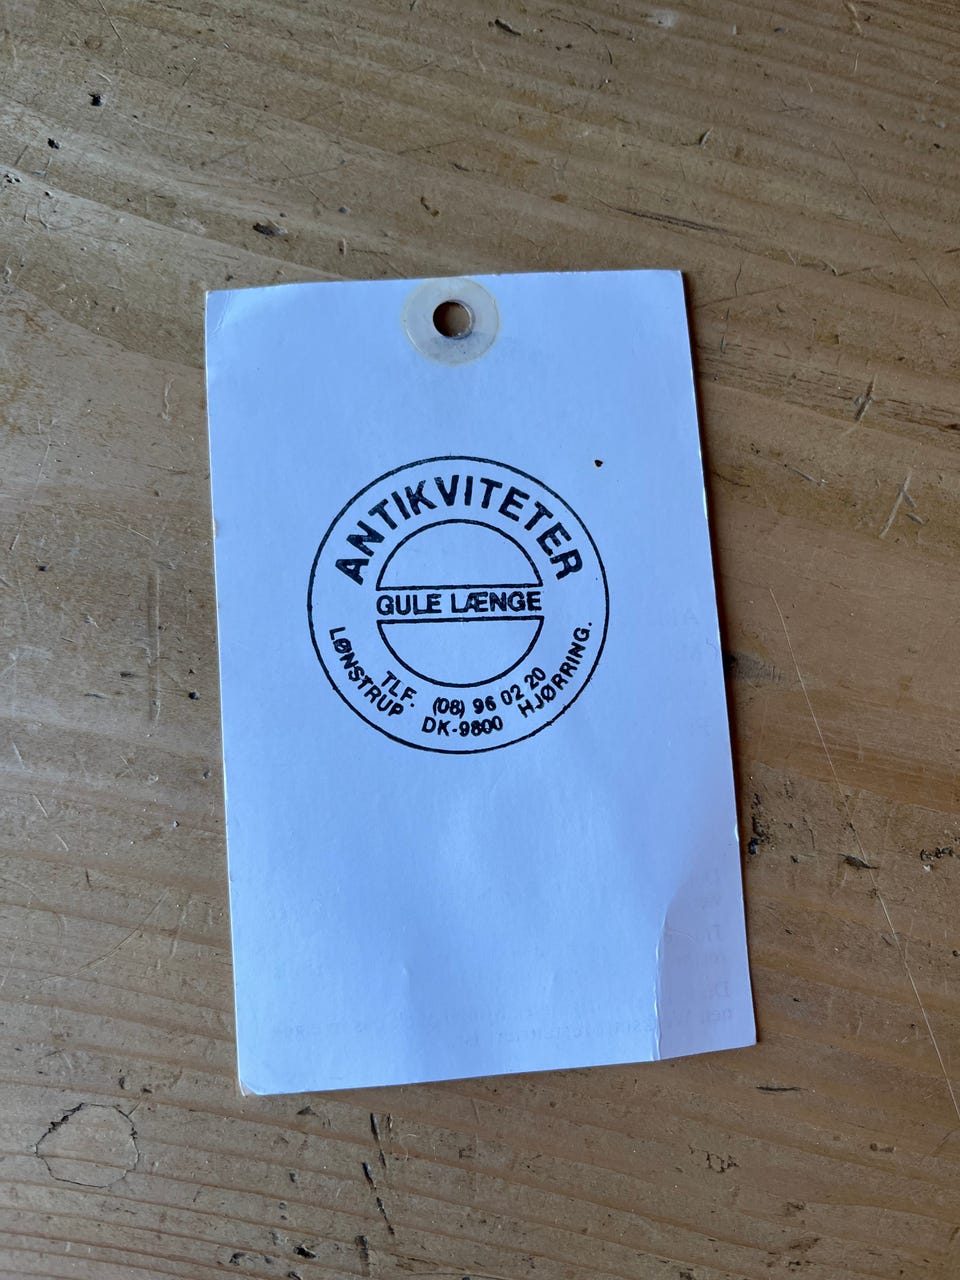 ANTIKVITETER
GULE LÆNGE
TLF. (08) 96 02 20
LØNSTRUP DK-9800 HJØRRING.